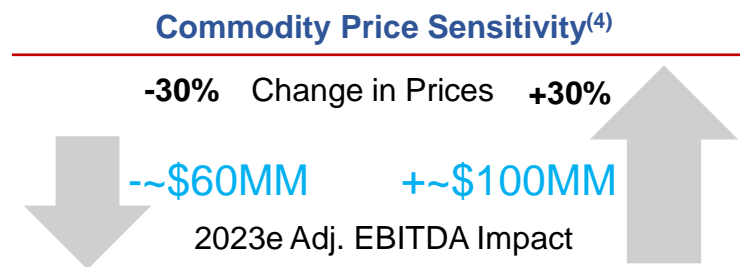 Commodity Price Sensitivity(4)
-30% Change in Prices +30%
-~$60MM +~$100MM
2023e Adj. EBITDA Impact